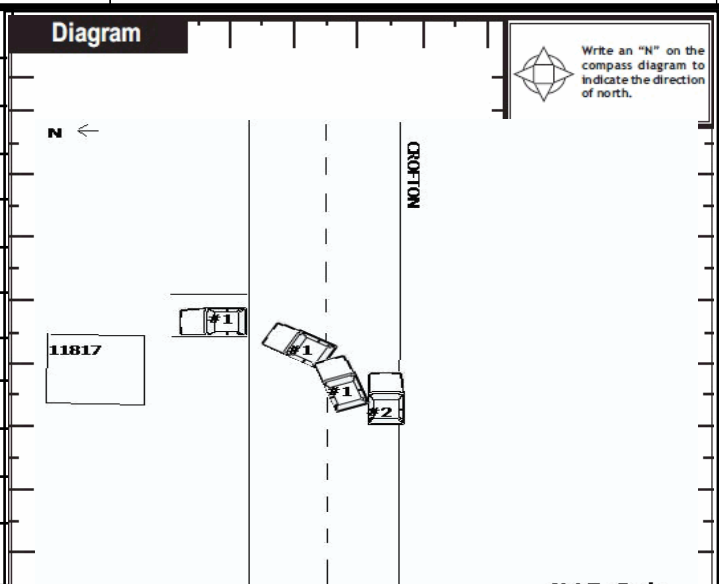 Diagram
Write an “N” on the
compass diagram to
indicate the direction
of north.
N
CROFTON
#1
11817
#1
#1
#2